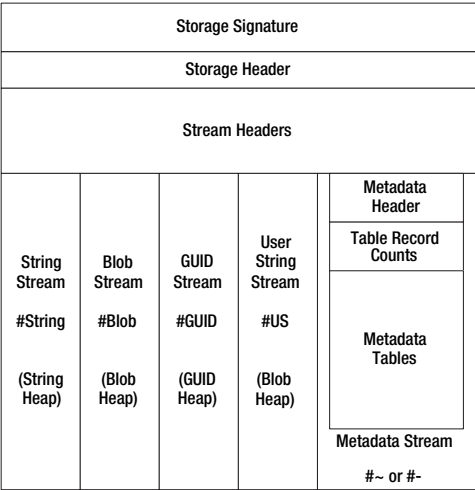 Storage Signature
Storage Header
Stream Headers
String
Stream
#String
(String
Heap)
Blob
Stream
#Blob
(Blob
Heap)
GUID
Stream
#GUID
(GUID
Heap)
User
String
Stream
#US
(Blob
Heap)
Metadata
Header
Table Record
Counts
Metadata
Tables
Metadata Stream
#~ or #-